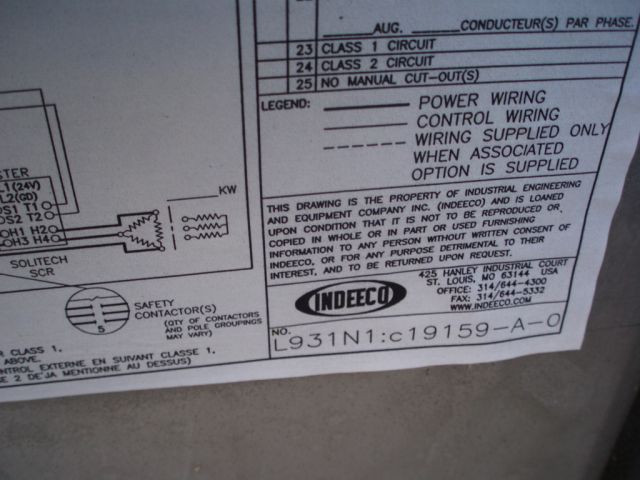 AUG. CONDUCTEUR(S) PAR PHASE.
23 CLASS 1 CIRCUIT
24 CLASS 2 CIRCUIT
25 NO MANUAL CUT-OUT(S)
LEGEND:
POWER WIRING
CONTROL WIRING
WIRING SUPPLIED ONLY
WHEN ASSOCIATED
OPTION IS SUPPLIED
L1(24V)
L2(GD)
DS1 T1
DS2 T2
OH1 H2
OH3 H4
SOLITECH
SCR
KW
THIS DRAWING IS THE PROPERTY OF INDUSTRIAL ENGINEERING
AND EQUIPMENT COMPANY INC. (INDEECO) AND IS LOANED
UPON CONDITION THAT IT IS NOT TO BE REPRODUCED OR
COPIED IN WHOLE OR IN PART OR USED FURNISHING
INFORMATION TO ANY PERSON WITHOUT WRITTEN CONSENT OF
INDEECO, OR FOR ANY PURPOSE DETRIMENTAL TO THEIR
INTEREST, AND TO BE RETURNED UPON REQUEST.
INDEECO
425 HANLEY INDUSTRIAL COURT
ST. LOUIS, MO 63144 USA
OFFICE: 314/644-4300
FAX: 314/644-5332
WWW.INDEECO.COM
SAFETY
CONTACTOR(S)
(QTY OF CONTACTORS
AND POLE GROUPINGS
MAY VARY)
5
NO.
L931N1:c19159-A-0
CLASS 1,
ABOVE.
EXTERNE EN SUIVANT CLASSE 1,
2 DE'JA MENTIONNE AU DESSUS)